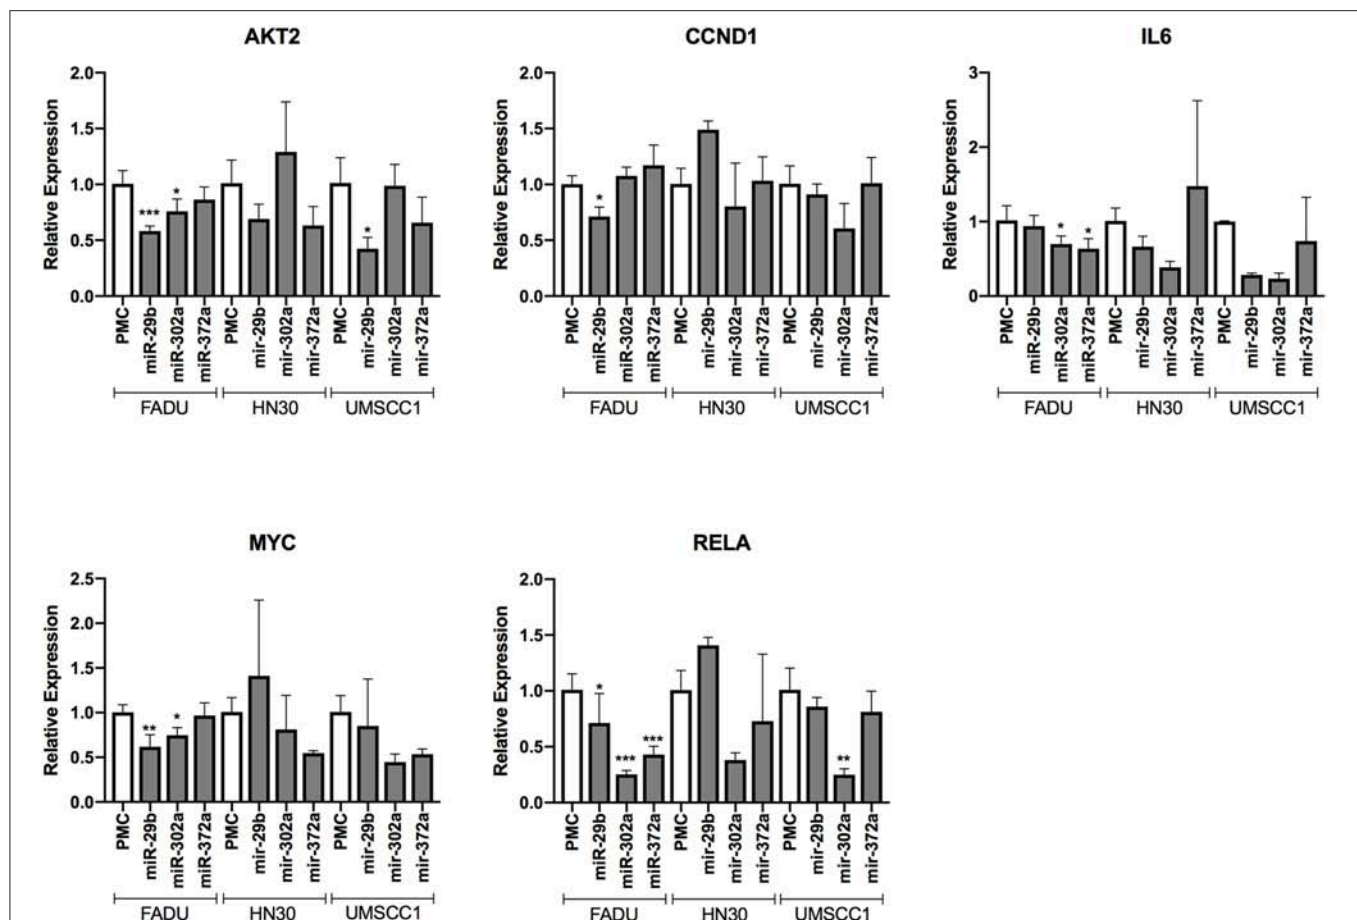 AKT2
Relative Expression
2.0
1.5
1.0
0.5
0.0
***
*
*
PMC
miR-29b
miR-302a
miR-372a
PMC
mir-29b
mir-302a
mir-372a
PMC
mir-29b
mir-302a
mir-372a
FADU HN30 UMSCC1
CCND1
Relative Expression
2.0
1.5
1.0
0.5
0.0
*
PMC
miR-29b
miR-302a
miR-372a
PMC
mir-29b
mir-302a
mir-372a
PMC
mir-29b
mir-302a
mir-372a
FADU HN30 UMSCC1
IL6
Relative Expression
3
2
1
0
*
*
PMC
miR-29b
miR-302a
miR-372a
PMC
mir-29b
mir-302a
mir-372a
PMC
mir-29b
mir-302a
mir-372a
FADU HN30 UMSCC1
MYC
Relative Expression
2.5
2.0
1.5
1.0
0.5
0.0
**
*
PMC
miR-29b
miR-302a
miR-372a
PMC
mir-29b
mir-302a
mir-372a
PMC
mir-29b
mir-302a
mir-372a
FADU HN30 UMSCC1
RELA
Relative Expression
2.0
1.5
1.0
0.5
0.0
*
***
***
**
PMC
miR-29b
miR-302a
miR-372a
PMC
mir-29b
mir-302a
mir-372a
PMC
mir-29b
mir-302a
mir-372a
FADU HN30 UMSCC1